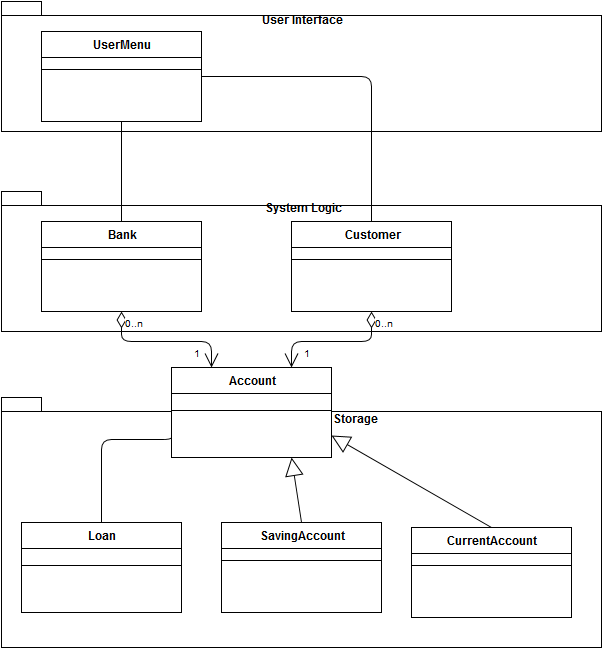 User Interface
UserMenu
System Logic
Bank
Customer
0..n
0..n
1
1
Account
Storage
Loan
SavingAccount
CurrentAccount